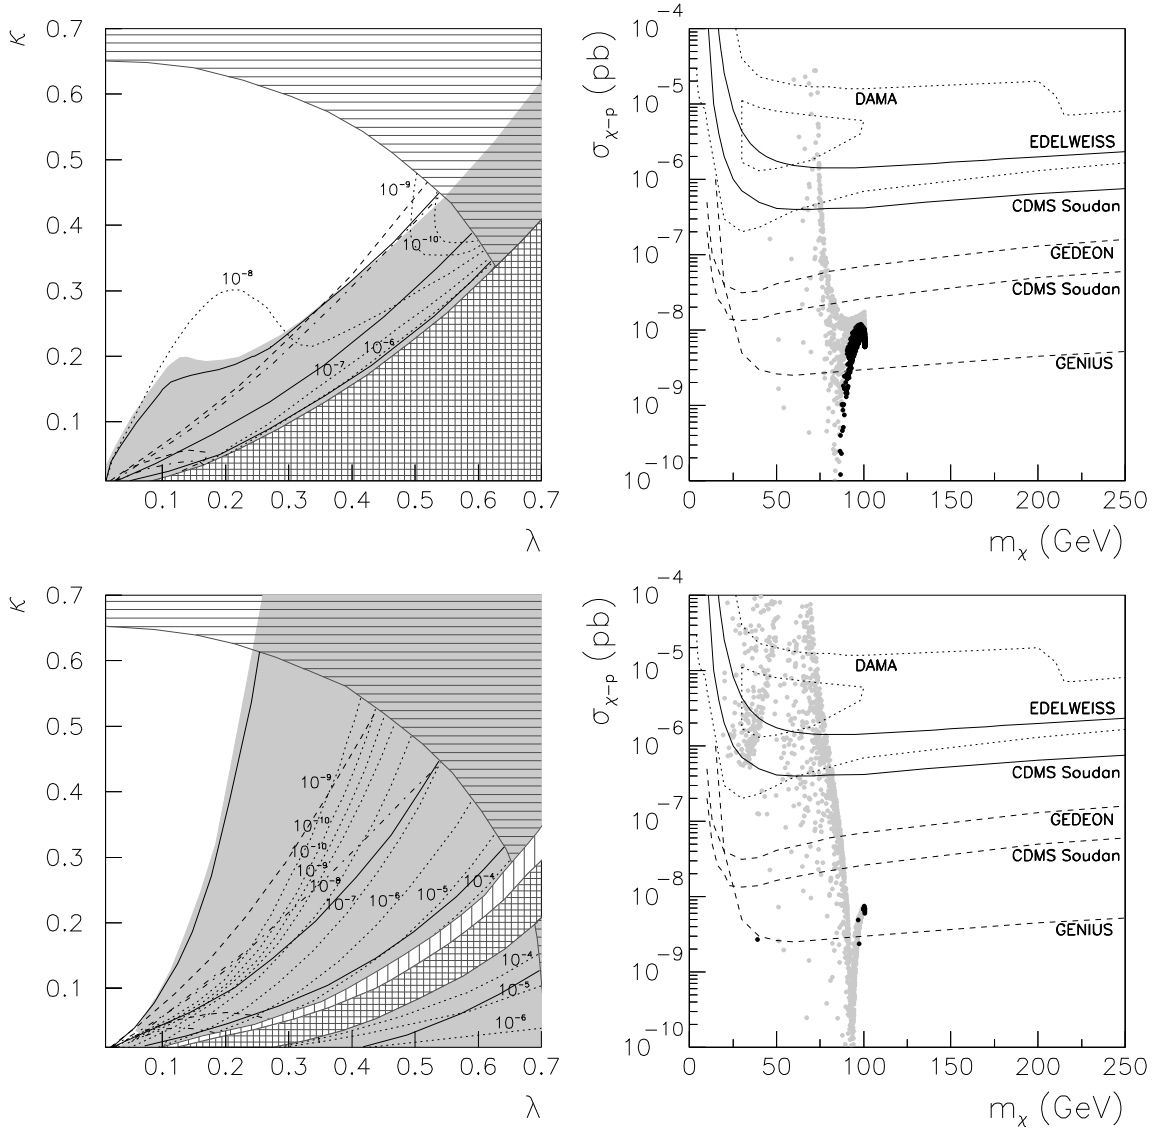 κ
0.7
0.6
0.5
0.4
0.3
0.2
0.1
10⁻⁹
10⁻¹⁰
10⁻⁸
10⁻⁶
10⁻⁷
0.1 0.2 0.3 0.4 0.5 0.6 0.7
λ
σχ₋p (pb)
10⁻⁴
10⁻⁵
10⁻⁶
10⁻⁷
10⁻⁸
10⁻⁹
10⁻¹⁰
DAMA
EDELWEISS
CDMS Soudan
GEDEON
CDMS Soudan
GENIUS
0 50 100 150 200 250
mχ (GeV)
κ
0.7
0.6
0.5
0.4
0.3
0.2
0.1
10⁻⁹
10⁻¹⁰
10⁻¹⁰
10⁻⁹
10⁻⁸
10⁻⁷
10⁻⁶
10⁻⁵
10⁻⁴
10⁻⁴
10⁻⁵
10⁻⁶
0.1 0.2 0.3 0.4 0.5 0.6 0.7
λ
σχ₋p (pb)
10⁻⁴
10⁻⁵
10⁻⁶
10⁻⁷
10⁻⁸
10⁻⁹
10⁻¹⁰
DAMA
EDELWEISS
CDMS Soudan
GEDEON
CDMS Soudan
GENIUS
0 50 100 150 200 250
mχ (GeV)